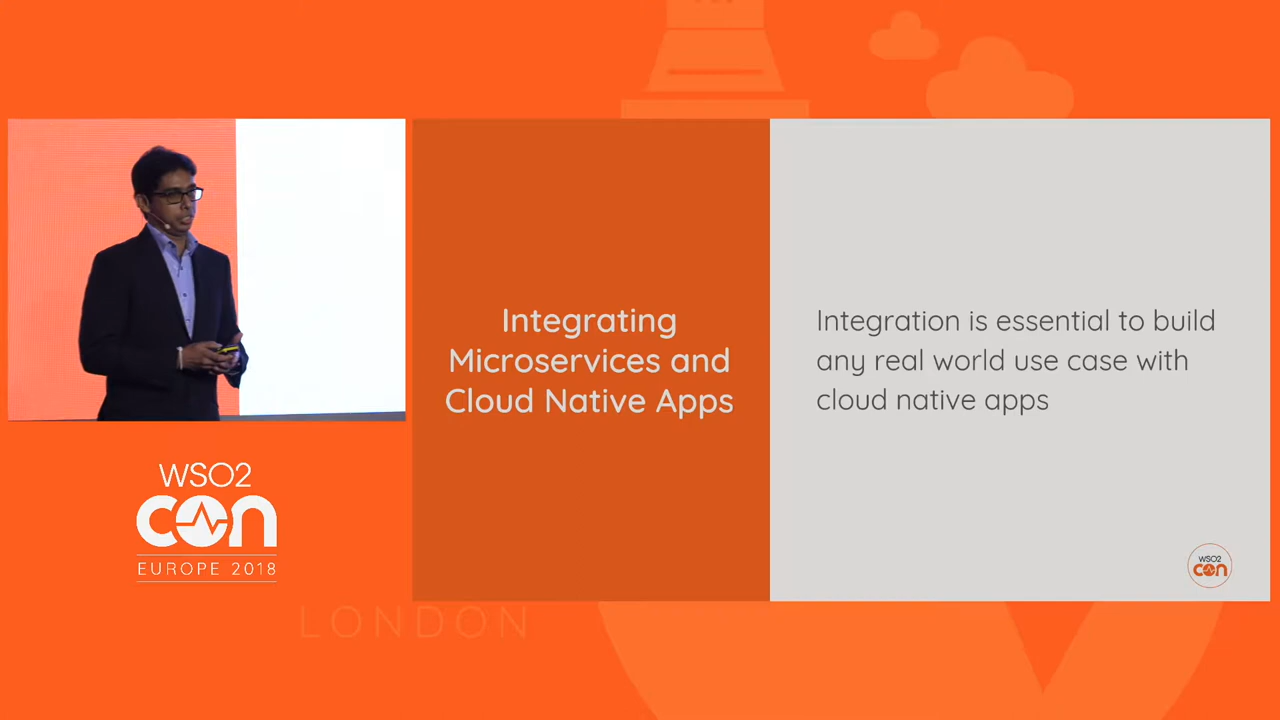 WSO2
CON
EUROPE 2018
LONDON
Integrating
Microservices and
Cloud Native Apps
Integration is essential to build
any real world use case with
cloud native apps
WSO2
CON